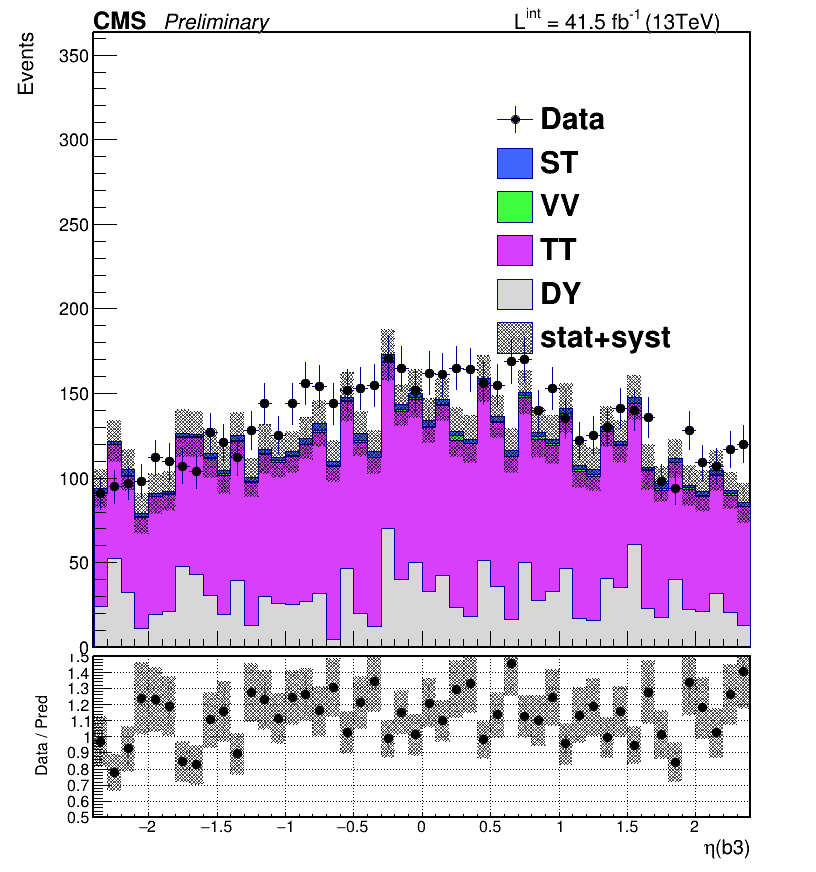 CMS Preliminary L^int = 41.5 fb^-1 (13TeV)
Events
350
300
250
200
150
100
50
0
Data
ST
VV
TT
DY
stat+syst
Data / Pred
1.5
1.4
1.3
1.2
1.1
1
0.9
0.8
0.7
0.6
0.5
−2 −1.5 −1 −0.5 0 0.5 1 1.5 2
η(b3)